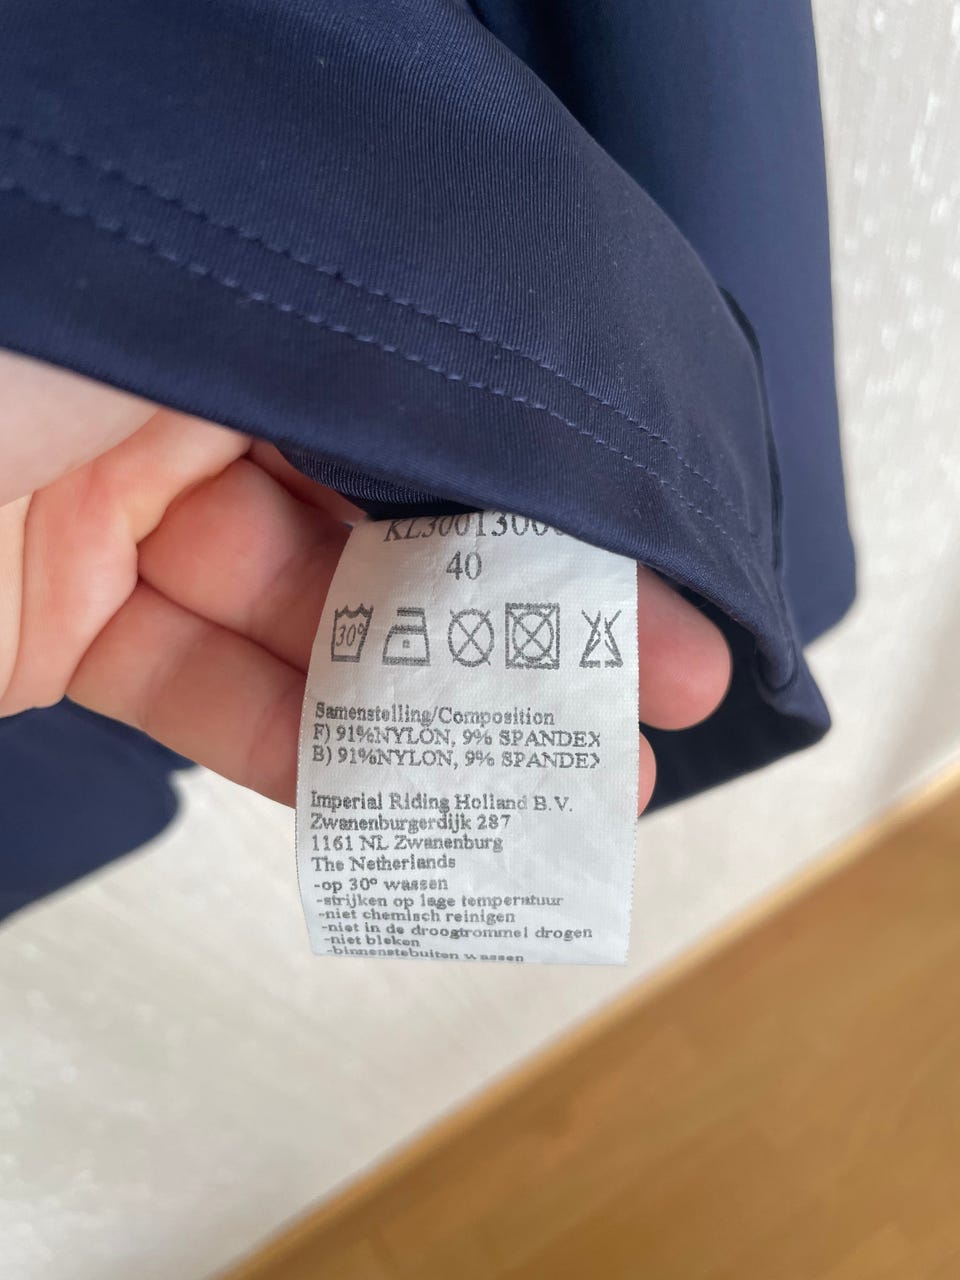 40
30°
Samenstelling/Composition
F) 91%NYLON, 9% SPANDEX
B) 91%NYLON, 9% SPANDEX
Imperial Riding Holland B.V.
Zwanenburgerdijk 287
1161 NL Zwanenburg
The Netherlands
-op 30° wassen
-strijken op lage temperatuur
-niet chemisch reinigen
-niet in de droogtrommel drogen
-niet bleken
-binnenstebuiten wassen